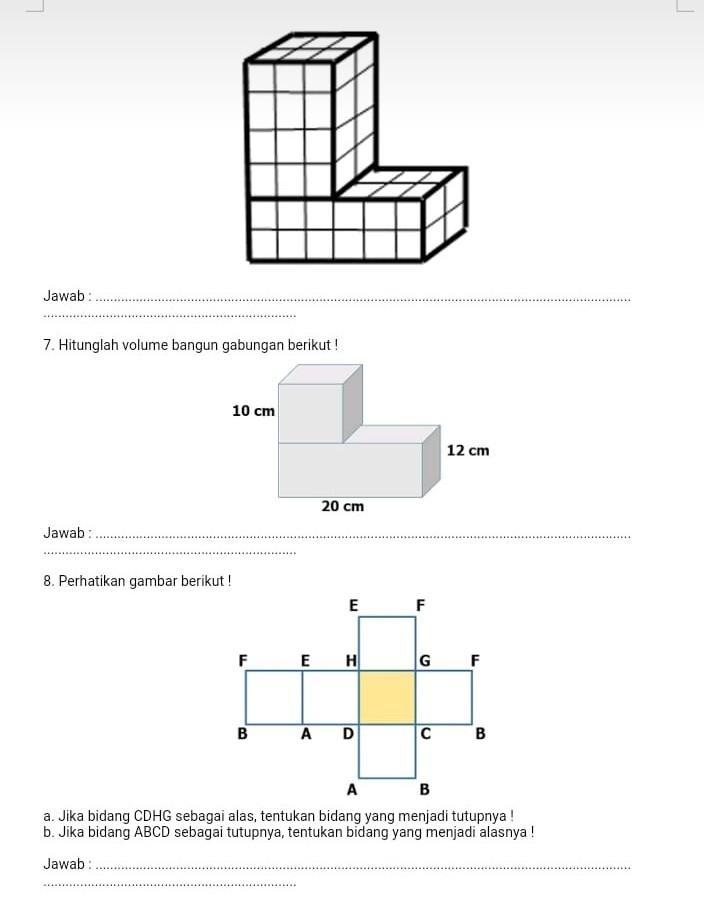 Jawab : ..........................................................................................
..........................................................................................
7. Hitunglah volume bangun gabungan berikut !
10 cm
12 cm
20 cm
Jawab : ..........................................................................................
..........................................................................................
8. Perhatikan gambar berikut !
E F
F E H G F
B A D C B
A B
a. Jika bidang CDHG sebagai alas, tentukan bidang yang menjadi tutupnya !
b. Jika bidang ABCD sebagai tutupnya, tentukan bidang yang menjadi alasnya !
Jawab : ..........................................................................................
..........................................................................................